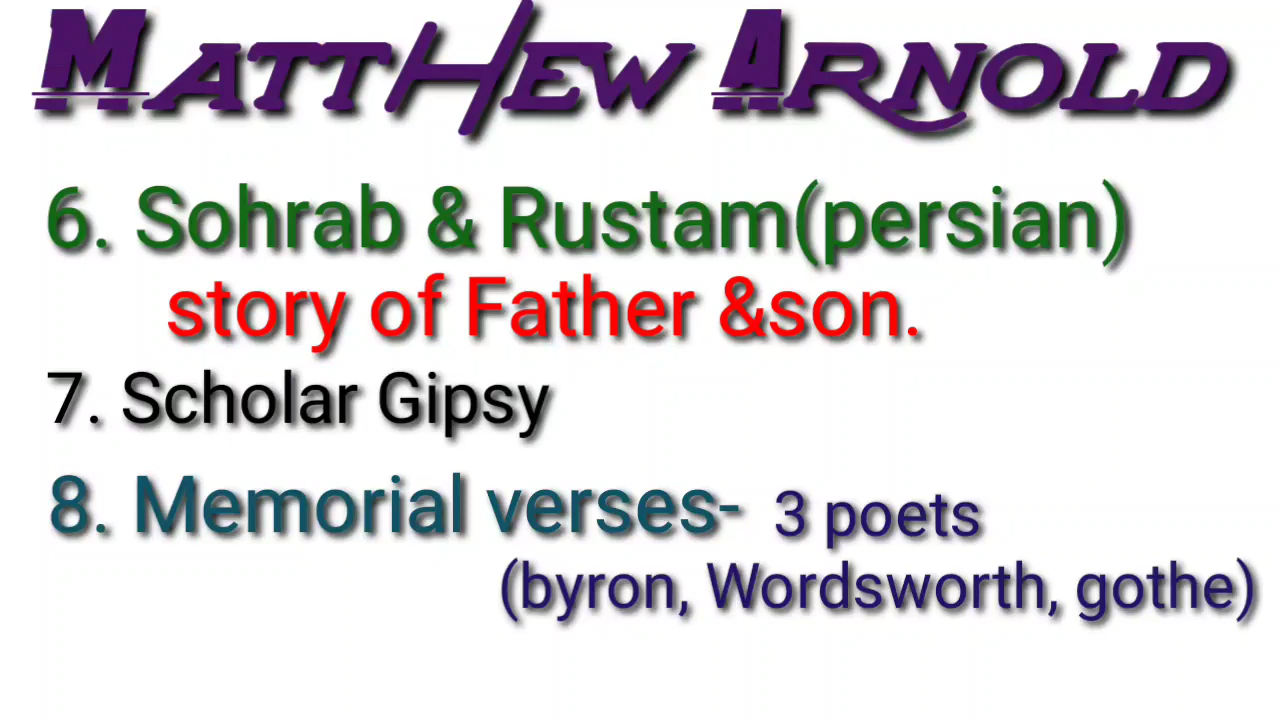 MATTHEW ARNOLD
6. Sohrab & Rustam(persian)
story of Father &son.
7. Scholar Gipsy
8. Memorial verses- 3 poets
(byron, Wordsworth, gothe)